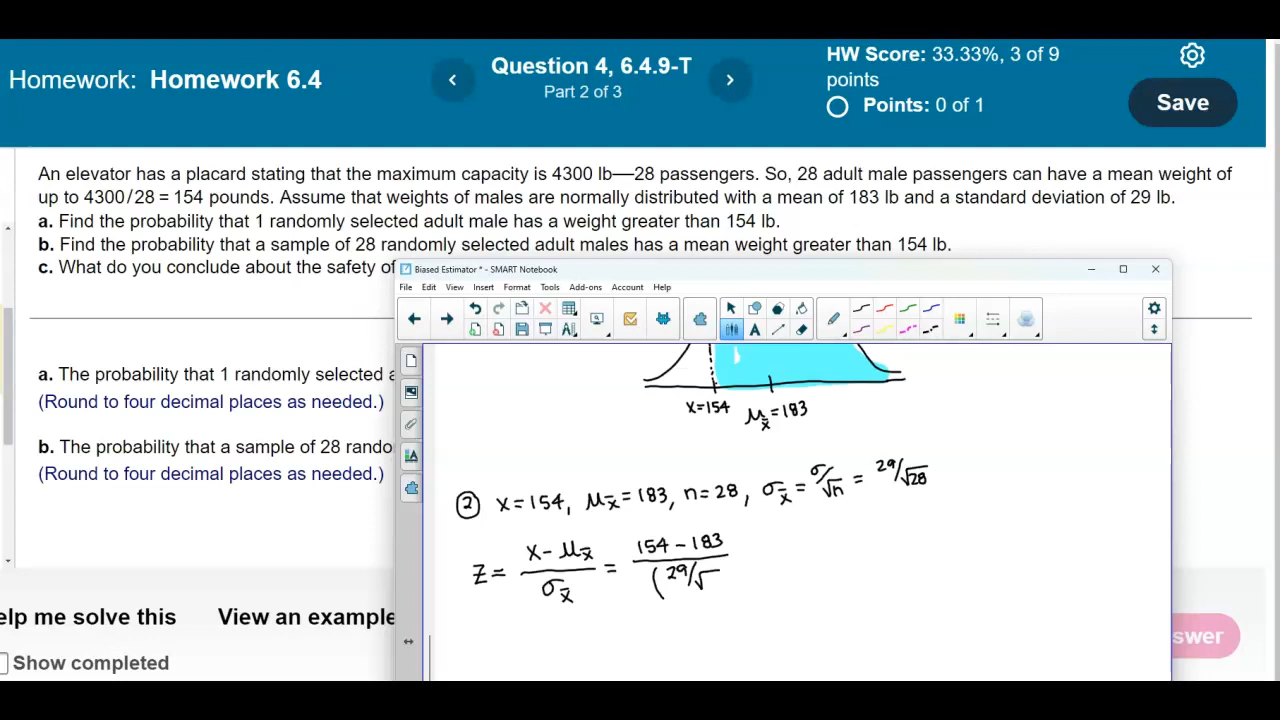 Homework: Homework 6.4
Question 4, 6.4.9-T
Part 2 of 3
HW Score: 33.33%, 3 of 9 points
Points: 0 of 1
Save
An elevator has a placard stating that the maximum capacity is 4300 lb—28 passengers. So, 28 adult male passengers can have a mean weight of
up to 4300/28 = 154 pounds. Assume that weights of males are normally distributed with a mean of 183 lb and a standard deviation of 29 lb.
a. Find the probability that 1 randomly selected adult male has a weight greater than 154 lb.
b. Find the probability that a sample of 28 randomly selected adult males has a mean weight greater than 154 lb.
c. What do you conclude about the safety of
Biased Estimator * - SMART Notebook
File Edit View Insert Format Tools Add-ons Account Help
a. The probability that 1 randomly selected a
(Round to four decimal places as needed.)
b. The probability that a sample of 28 rando
(Round to four decimal places as needed.)
x=154 μx̄=183
② x=154, μx̄=183, n=28, σx̄=σ/√n = 29/√28
Z= x-μx̄/σx̄ = 154-183/(29/√
elp me solve this
View an example
swer
Show completed